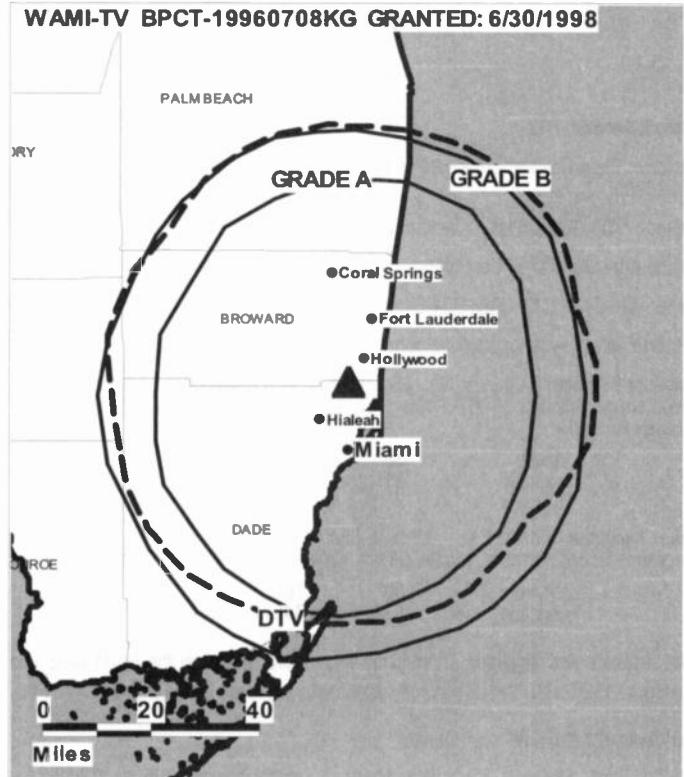 WAMI-TV BPCT-19960708KG GRANTED: 6/30/1998
PALM BEACH
GRADE A
GRADE B
Coral Springs
BROWARD
Fort Lauderdale
Hollywood
Hialeah
Miami
DADE
DTV
0 20 40
Miles